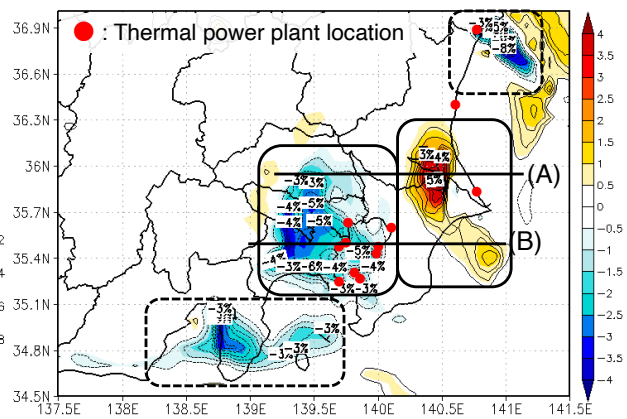 36.9N
36.6N
36.3N
36N
35.7N
35.4N
35.1N
34.8N
34.5N
: Thermal power plant location
-3%
-8%
3%
4%
5%
(A)
-3%
3%
-4%
-5%
-4%
-5%
(B)
-5%
-3%
-6%
-4%
-4%
-3%
-3%
-3%
-3%
-3%
-3%
137.5E
138E
138.5E
139E
139.5E
140E
140.5E
141E
141.5E
4
3.5
3
2.5
2
1.5
1
0.5
0
-0.5
-1
-1.5
-2
-2.5
-3
-3.5
-4
2
4
6
8